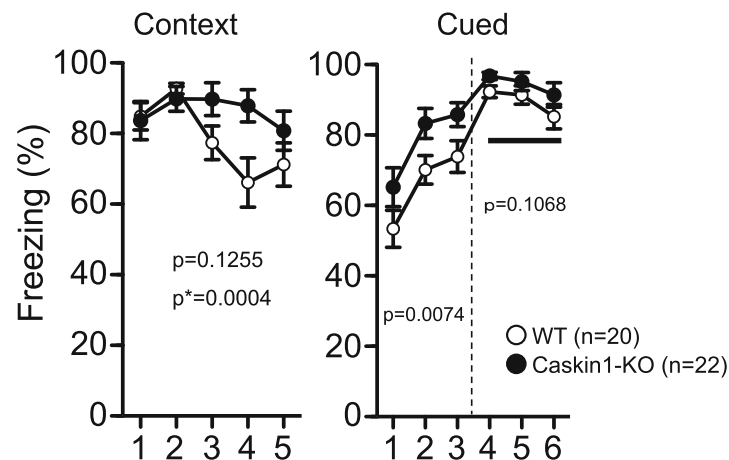 Context
Cued
Freezing (%)
100
80
60
40
20
0
p=0.1255
p*=0.0004
1 2 3 4 5
100
80
60
40
20
0
p=0.1068
p=0.0074
WT (n=20)
Caskin1-KO (n=22)
1 2 3 4 5 6